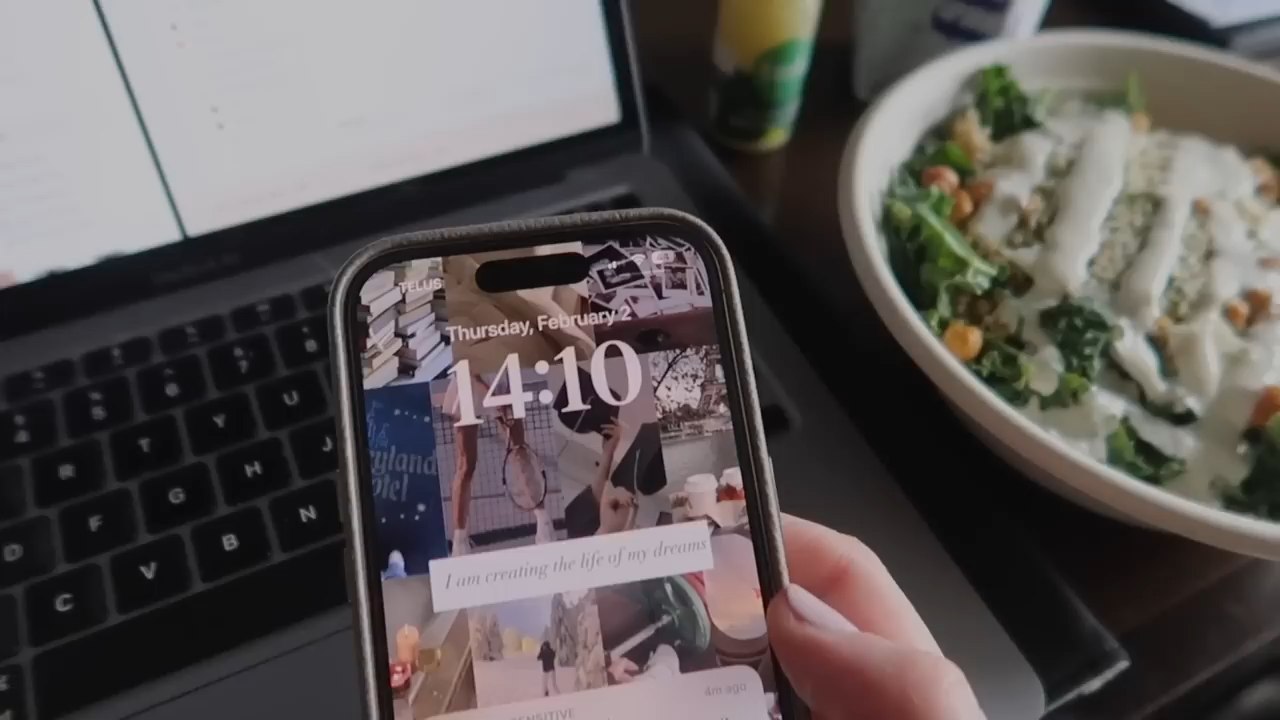 TELUS
Thursday, February 2
14:10
I am creating the life of my dreams
4m ago
SENSITIVE
R
T
Y
U
D
F
G
H
J
C
V
B
N